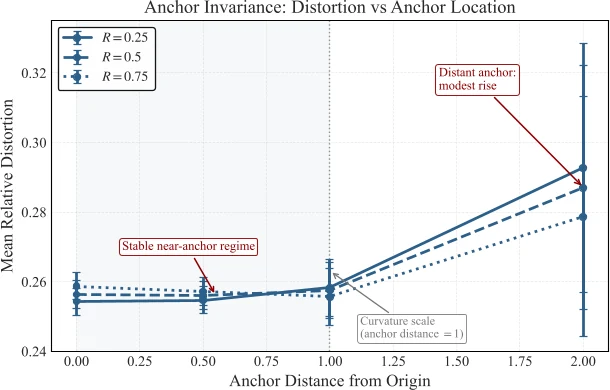 Anchor Invariance: Distortion vs Anchor Location
R = 0.25
R = 0.5
R = 0.75
Distant anchor:
modest rise
Stable near-anchor regime
Curvature scale
(anchor distance = 1)
Mean Relative Distortion
0.32
0.30
0.28
0.26
0.24
0.00 0.25 0.50 0.75 1.00 1.25 1.50 1.75 2.00
Anchor Distance from Origin